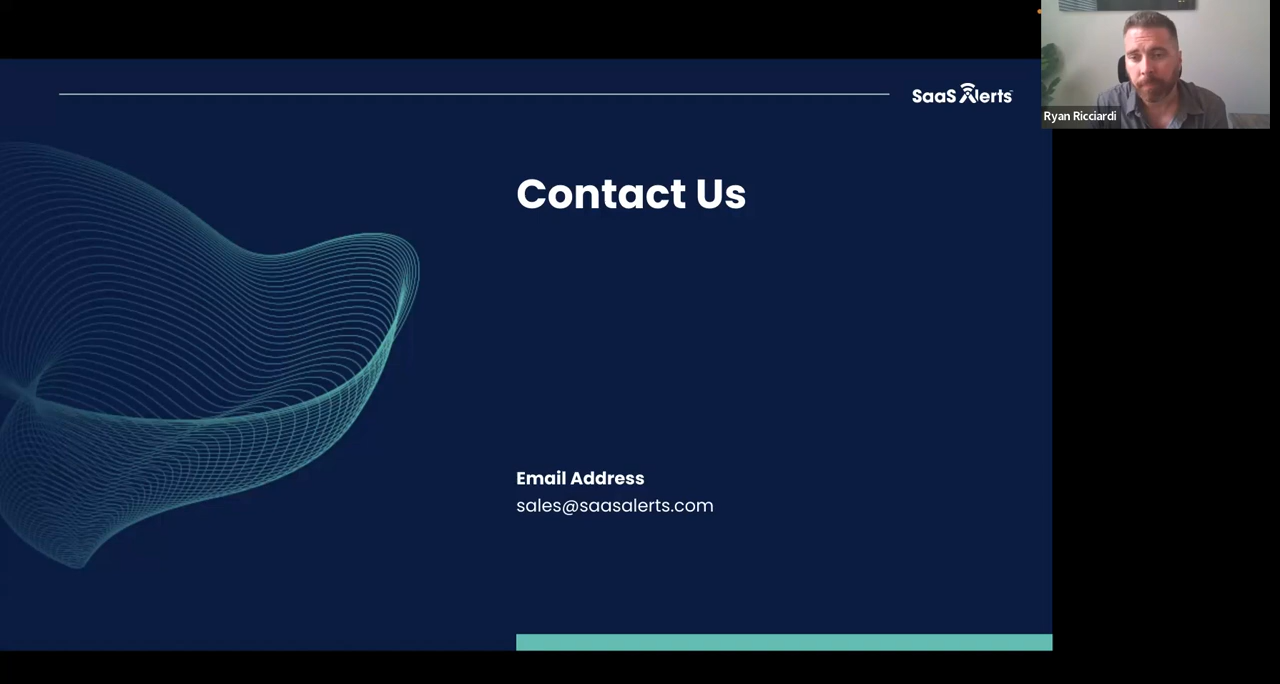 SaaS Alerts
Ryan Ricciardi
Contact Us
Email Address
sales@saasalerts.com